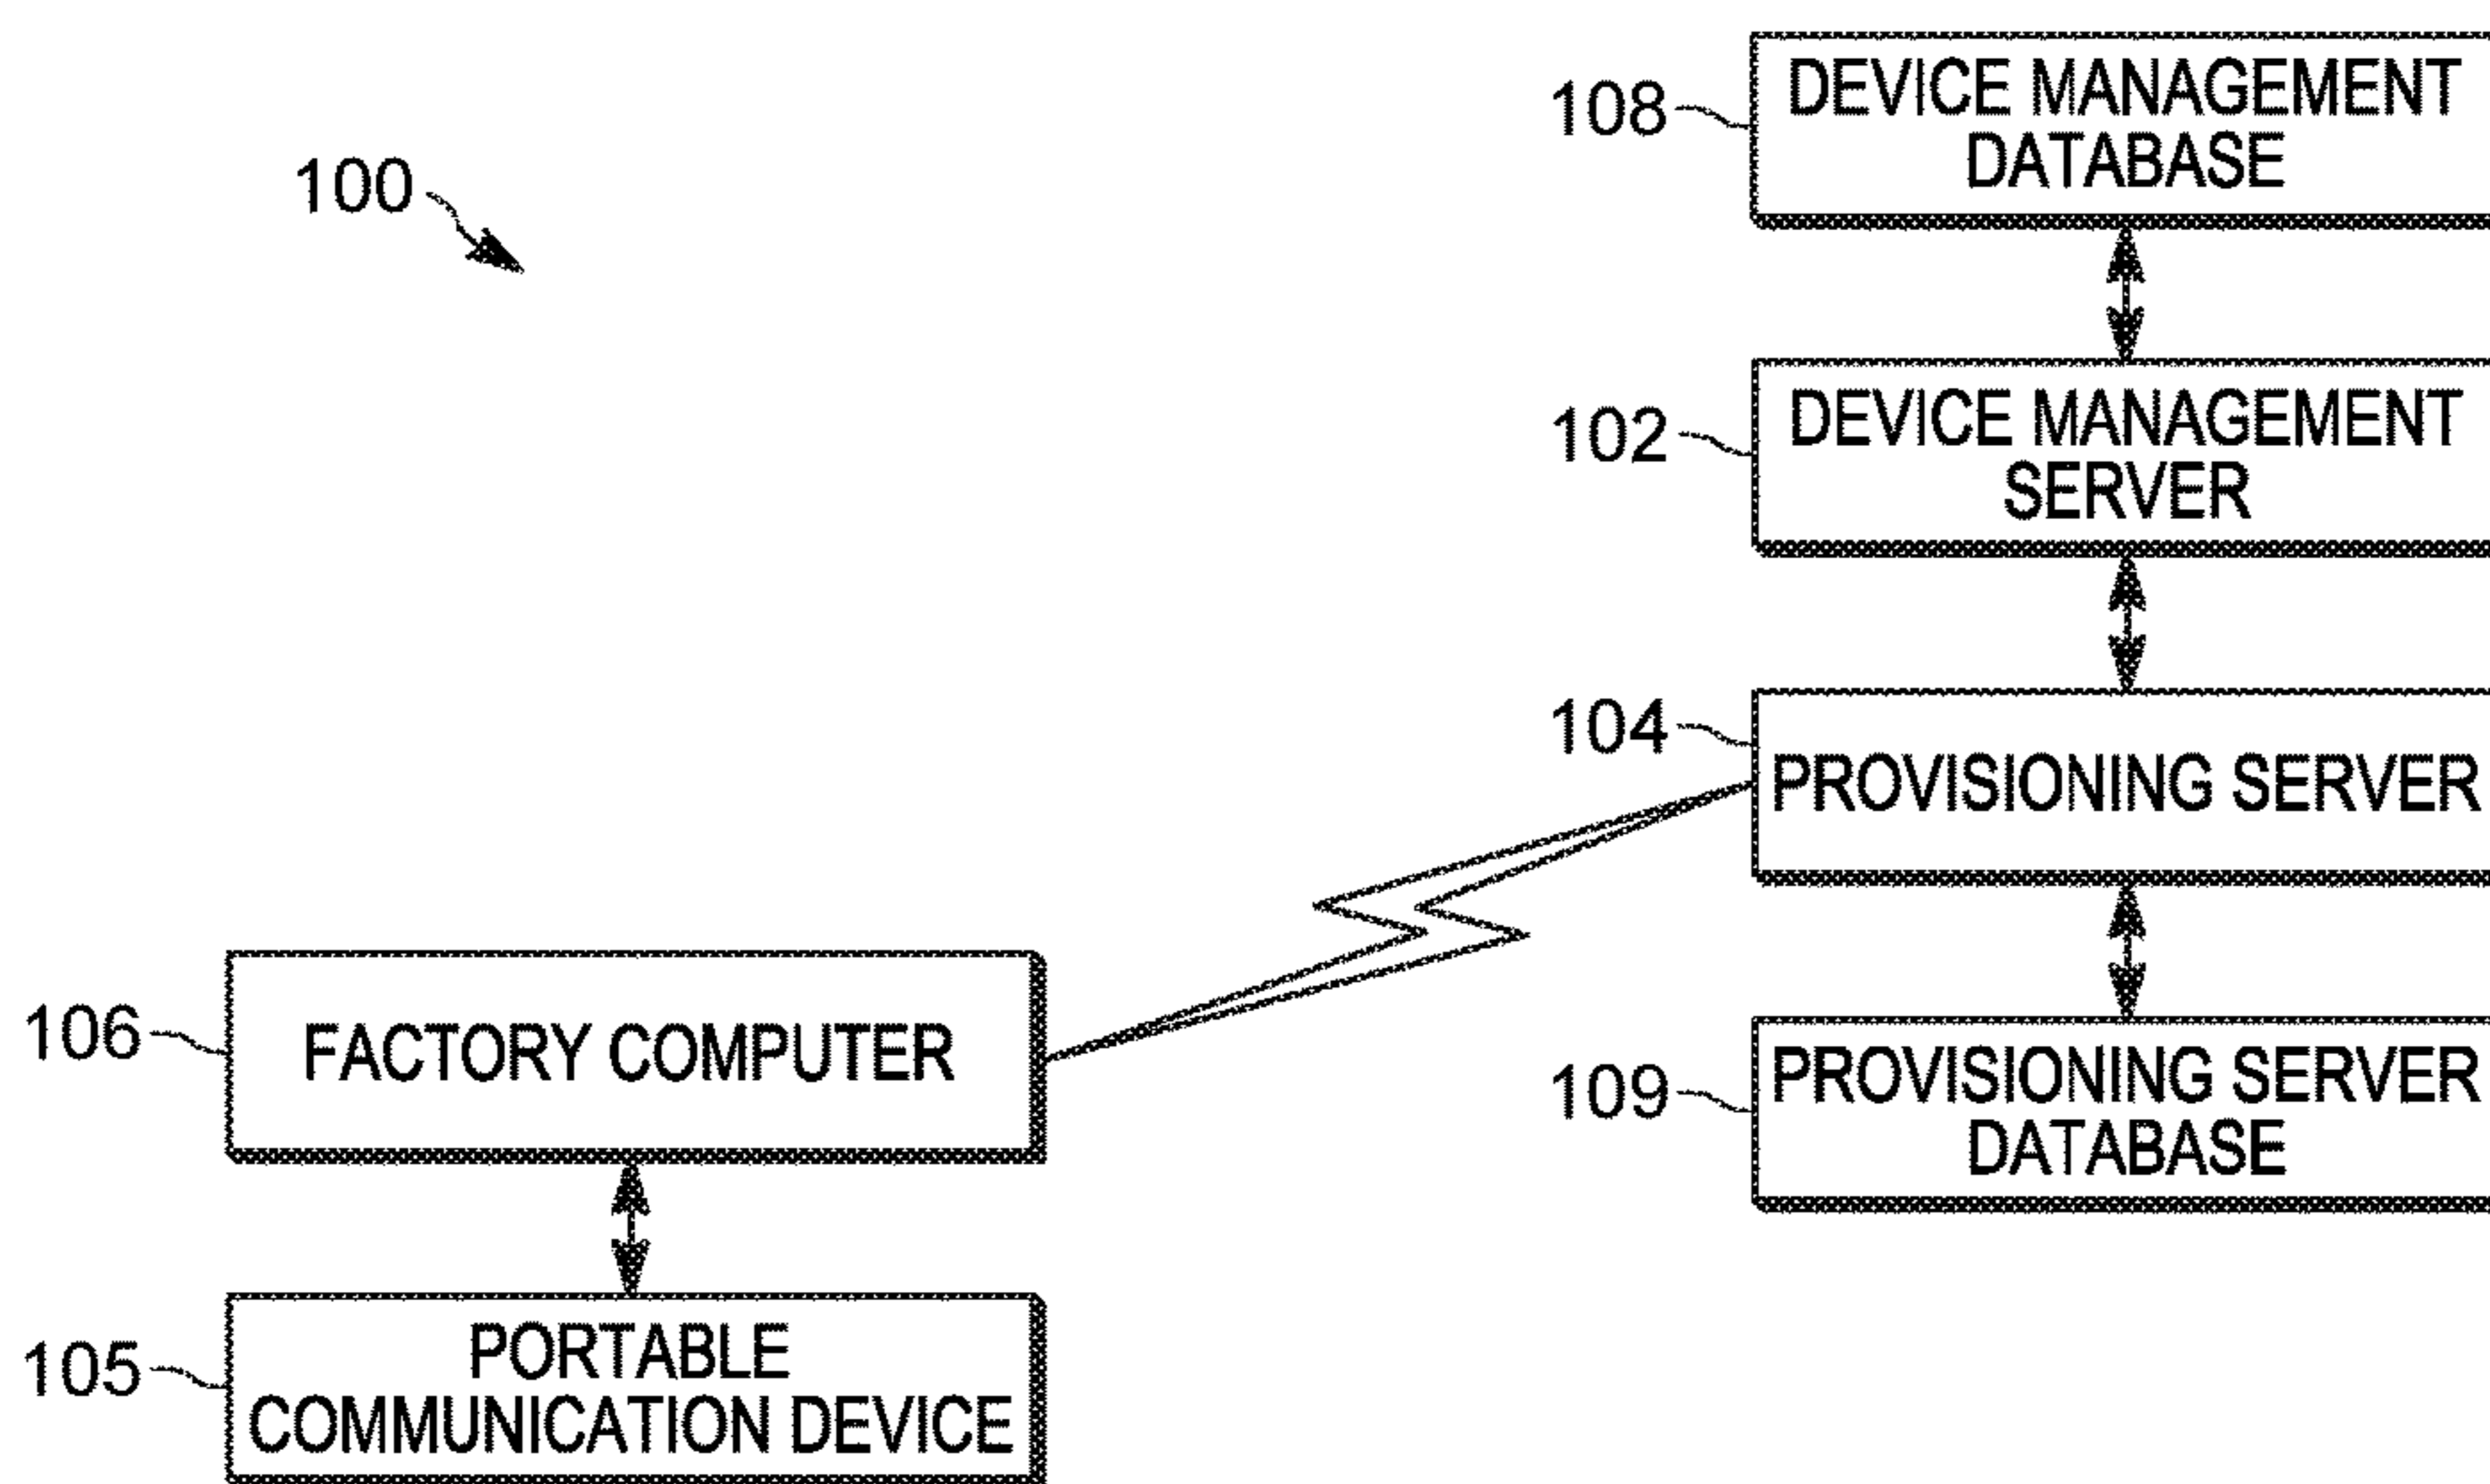 100
108
DEVICE MANAGEMENT
DATABASE
102
DEVICE MANAGEMENT
SERVER
104
PROVISIONING SERVER
106
FACTORY COMPUTER
109
PROVISIONING SERVER
DATABASE
105
PORTABLE
COMMUNICATION DEVICE